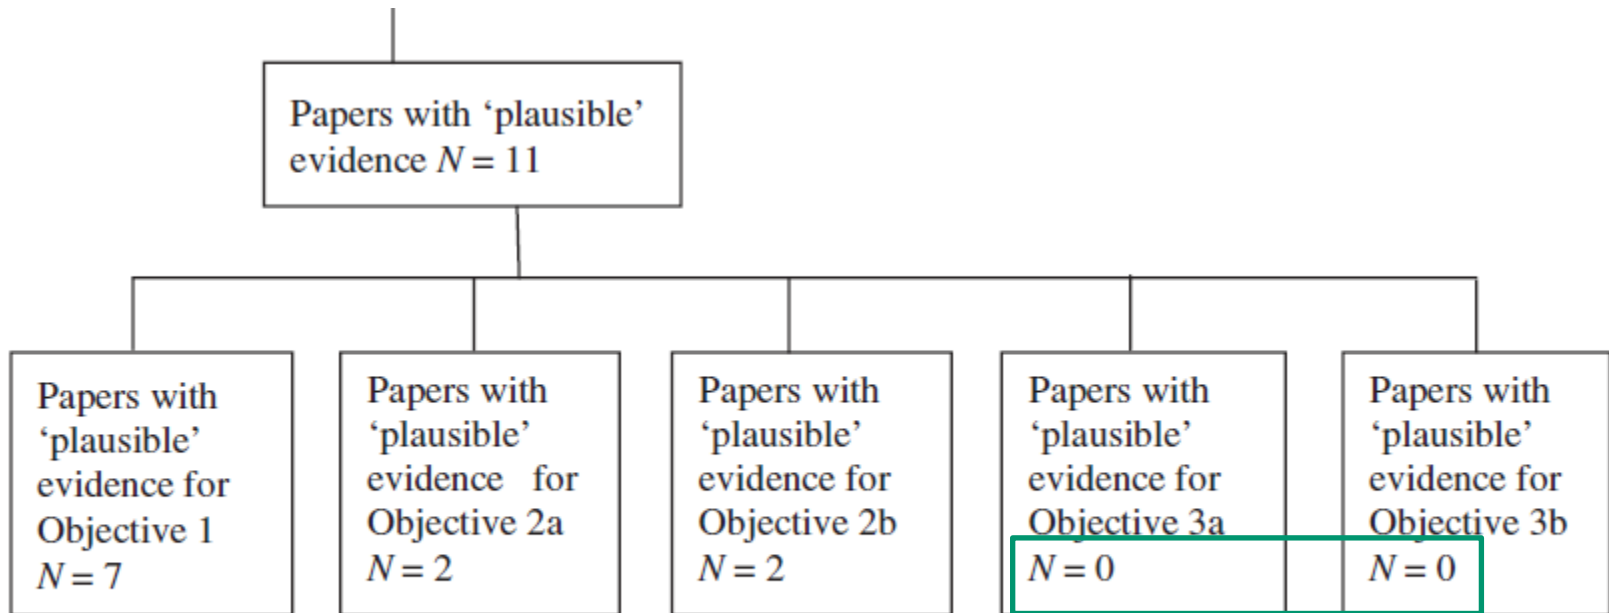 Papers with ‘plausible’
evidence N = 11
Papers with
‘plausible’
evidence for
Objective 1
N = 7
Papers with
‘plausible’
evidence for
Objective 2a
N = 2
Papers with
‘plausible’
evidence for
Objective 2b
N = 2
Papers with
‘plausible’
evidence for
Objective 3a
N = 0
Papers with
‘plausible’
evidence for
Objective 3b
N = 0